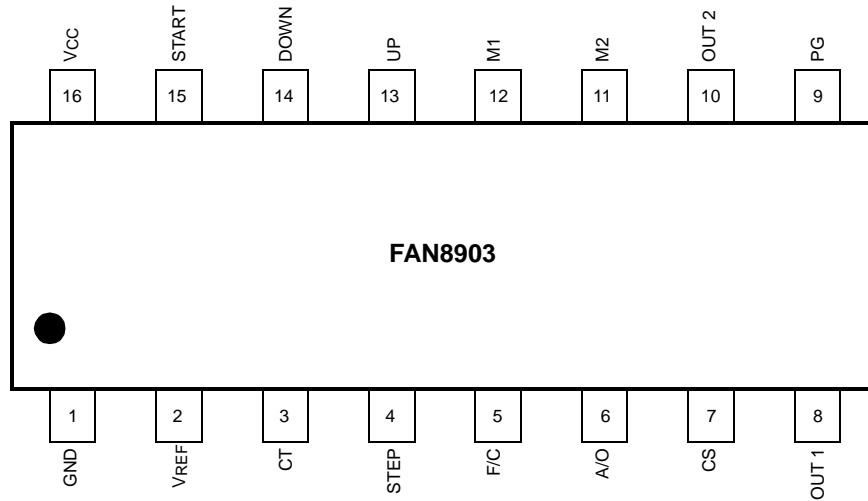 VCC START DOWN UP M1 M2 OUT 2 PG
16 15 14 13 12 11 10 9
FAN8903
1 2 3 4 5 6 7 8
GND VREF CT STEP F/C A/O CS OUT 1